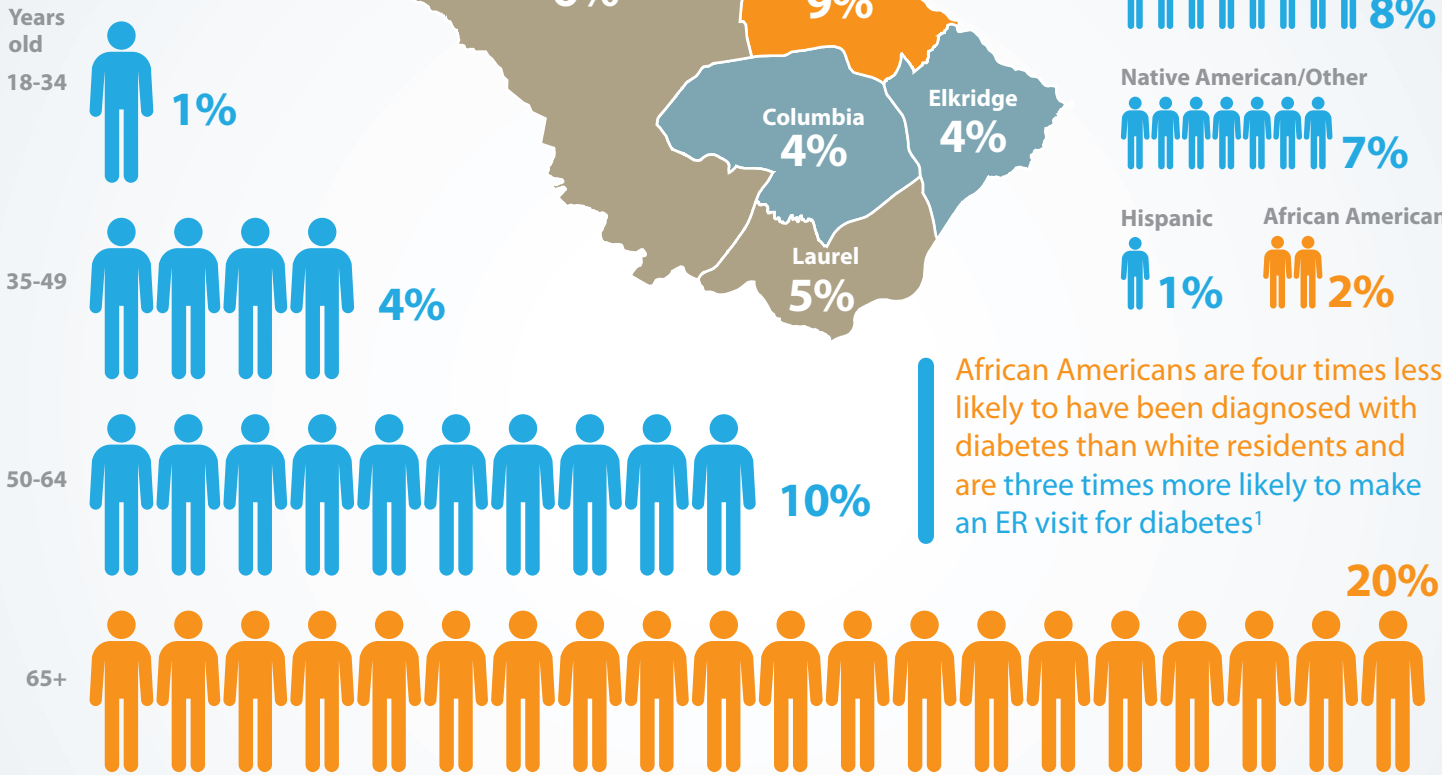 Years
old
18-34
1%
35-49
4%
50-64
10%
65+
20%
9%
Columbia
4%
Elkridge
4%
Laurel
5%
8%
Native American/Other
7%
Hispanic
1%
African American
2%
African Americans are four times less
likely to have been diagnosed with
diabetes than white residents and
are three times more likely to make
an ER visit for diabetes¹